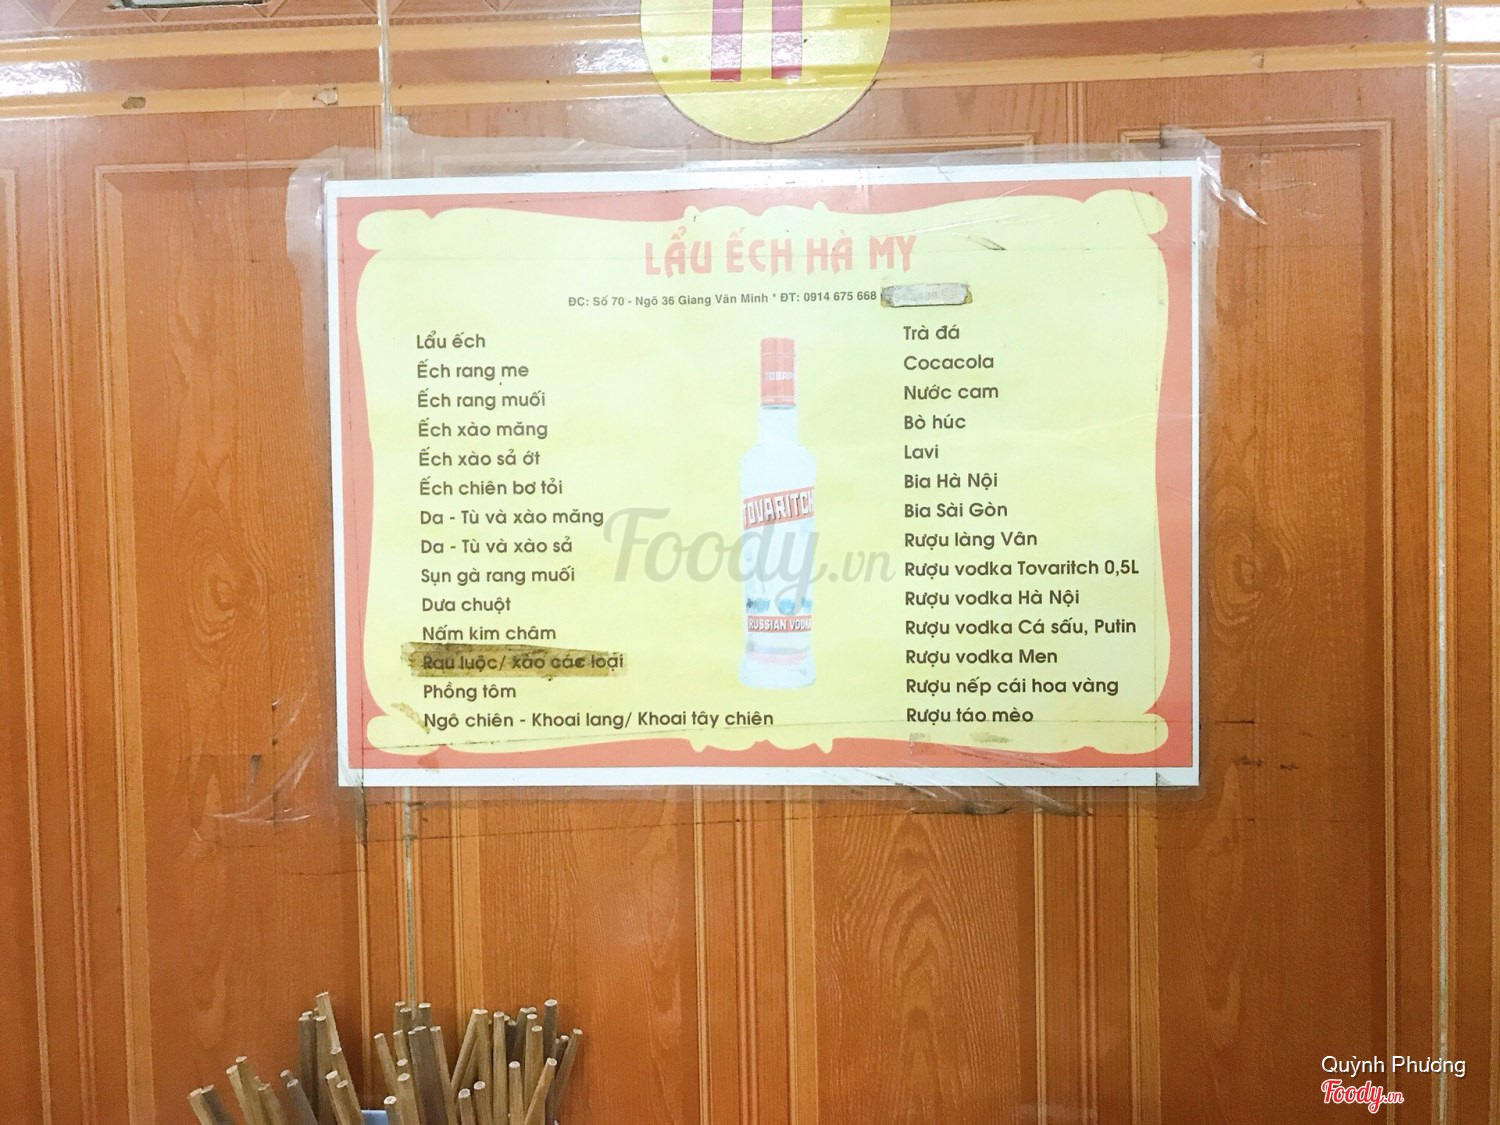 LẨU ẾCH HÀ MY
ĐC: Số 70 - Ngõ 36 Giang Văn Minh * ĐT: 0914 675 668
Lẩu ếch
Ếch rang me
Ếch rang muối
Ếch xào măng
Ếch xào sả ớt
Ếch chiên bơ tỏi
Da - Tù và xào măng
Da - Tù và xào sả
Sụn gà rang muối
Dưa chuột
Nấm kim châm
Rau luộc/ xào các loại
Phồng tôm
Ngô chiên - Khoai lang/ Khoai tây chiên
TOVARITCH
RUSSIAN VODKA
Trà đá
Cocacola
Nước cam
Bò húc
Lavi
Bia Hà Nội
Bia Sài Gòn
Rượu làng Vân
Rượu vodka Tovaritch 0,5L
Rượu vodka Hà Nội
Rượu vodka Cá sấu, Putin
Rượu vodka Men
Rượu nếp cái hoa vàng
Rượu táo mèo
Foody.vn
Quỳnh Phương
Foody.vn